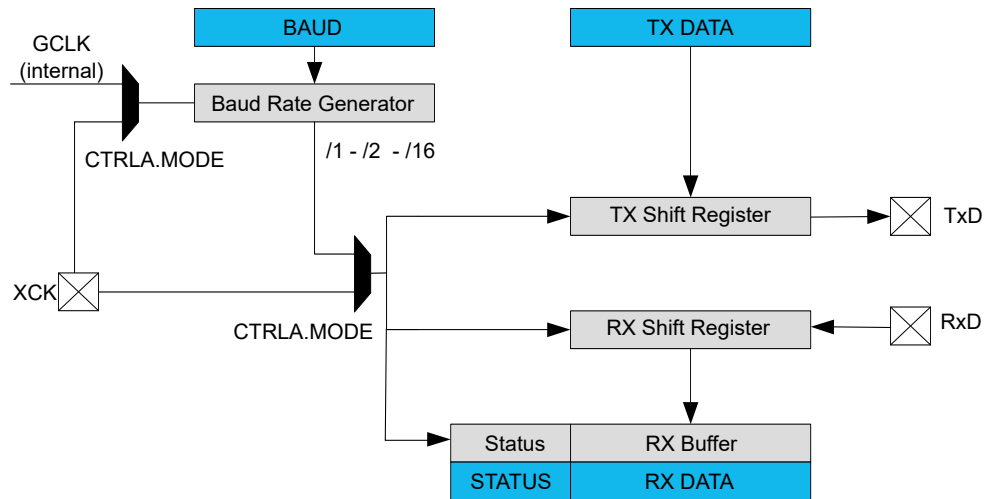 BAUD
TX DATA
GCLK
(internal)
Baud Rate Generator
/1 - /2 - /16
CTRLA.MODE
TX Shift Register
TxD
XCK
CTRLA.MODE
RX Shift Register
RxD
Status
RX Buffer
STATUS
RX DATA